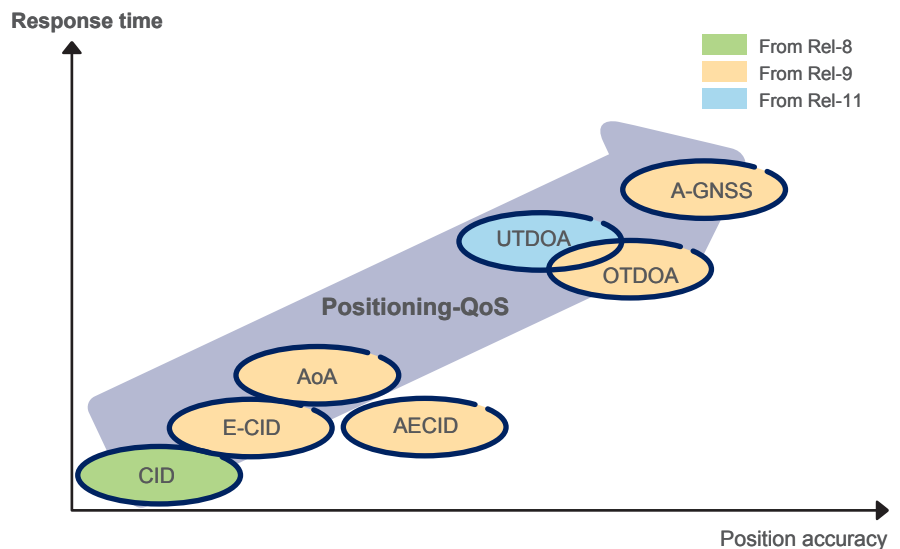 Response time
From Rel-8
From Rel-9
From Rel-11
A-GNSS
UTDOA
OTDOA
Positioning-QoS
AoA
E-CID
AECID
CID
Position accuracy